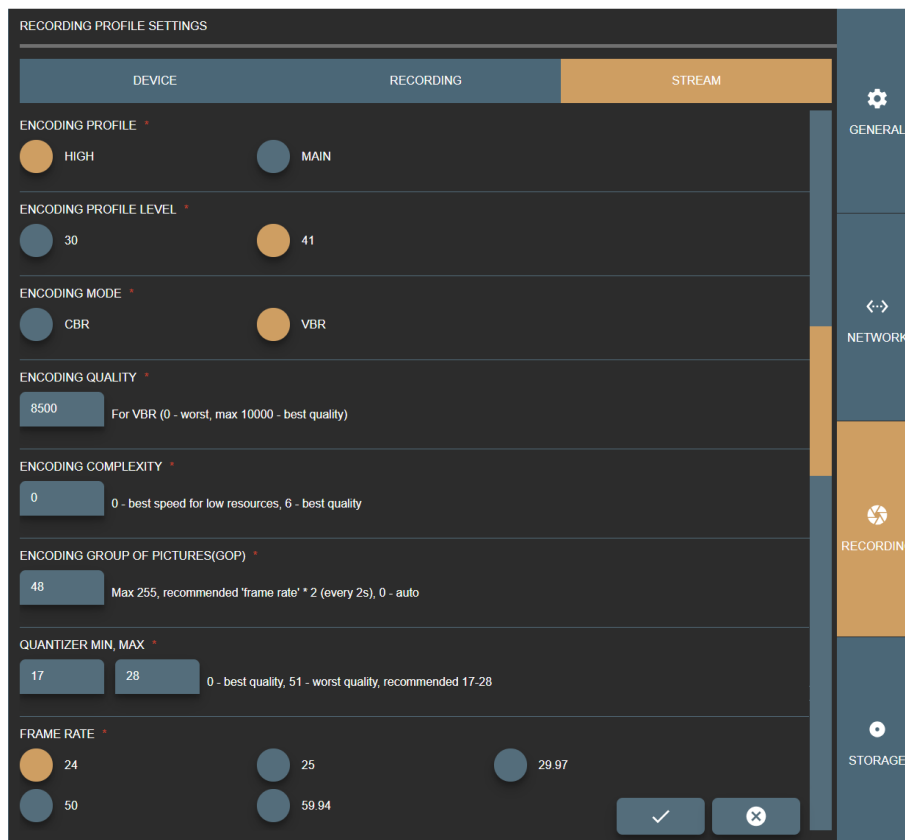 RECORDING PROFILE SETTINGS
DEVICE RECORDING STREAM
ENCODING PROFILE *
HIGH MAIN
ENCODING PROFILE LEVEL *
30 41
ENCODING MODE *
CBR VBR
ENCODING QUALITY *
8500 For VBR (0 - worst, max 10000 - best quality)
ENCODING COMPLEXITY *
0 0 - best speed for low resources, 6 - best quality
ENCODING GROUP OF PICTURES(GOP) *
48 Max 255, recommended 'frame rate' * 2 (every 2s), 0 - auto
QUANTIZER MIN, MAX *
17 28 0 - best quality, 51 - worst quality, recommended 17-28
FRAME RATE *
24 25 29.97
50 59.94
GENERAL
NETWORK
RECORDING
STORAGE